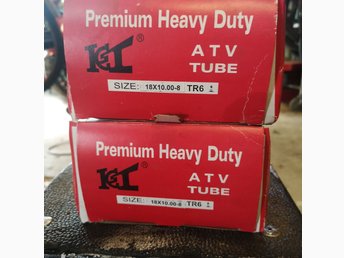 Premium Heavy Duty
®
ATV
TUBE
SIZE: 18X10.00-8 TR6
Premium Heavy Duty
®
ATV
TUBE
SIZE: 18X10.00-8 TR6